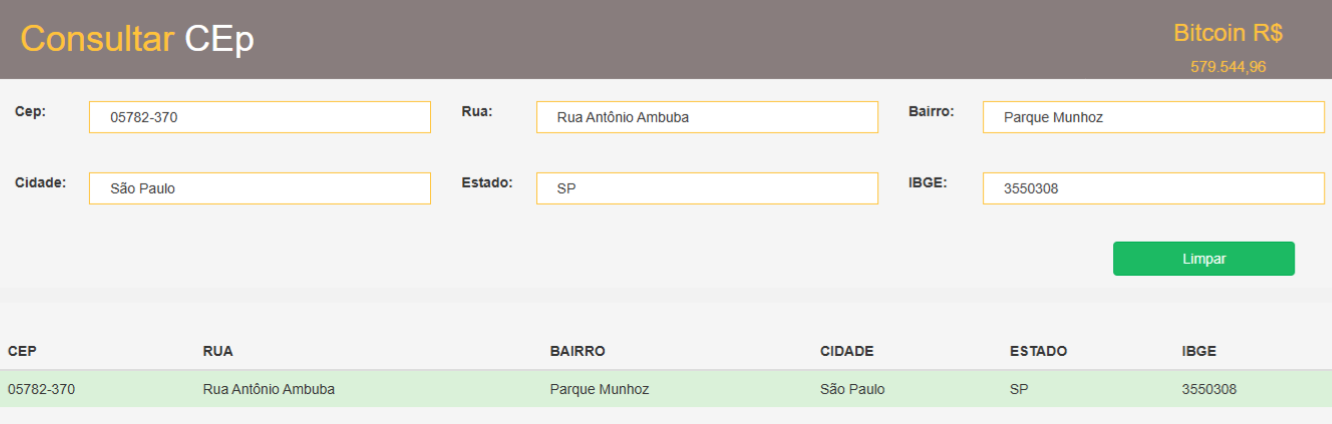 Consultar CEp
Bitcoin R$
579.544,96
Cep: 05782-370 Rua: Rua Antônio Ambuba Bairro: Parque Munhoz
Cidade: São Paulo Estado: SP IBGE: 3550308
Limpar
CEP RUA BAIRRO CIDADE ESTADO IBGE
05782-370 Rua Antônio Ambuba Parque Munhoz São Paulo SP 3550308